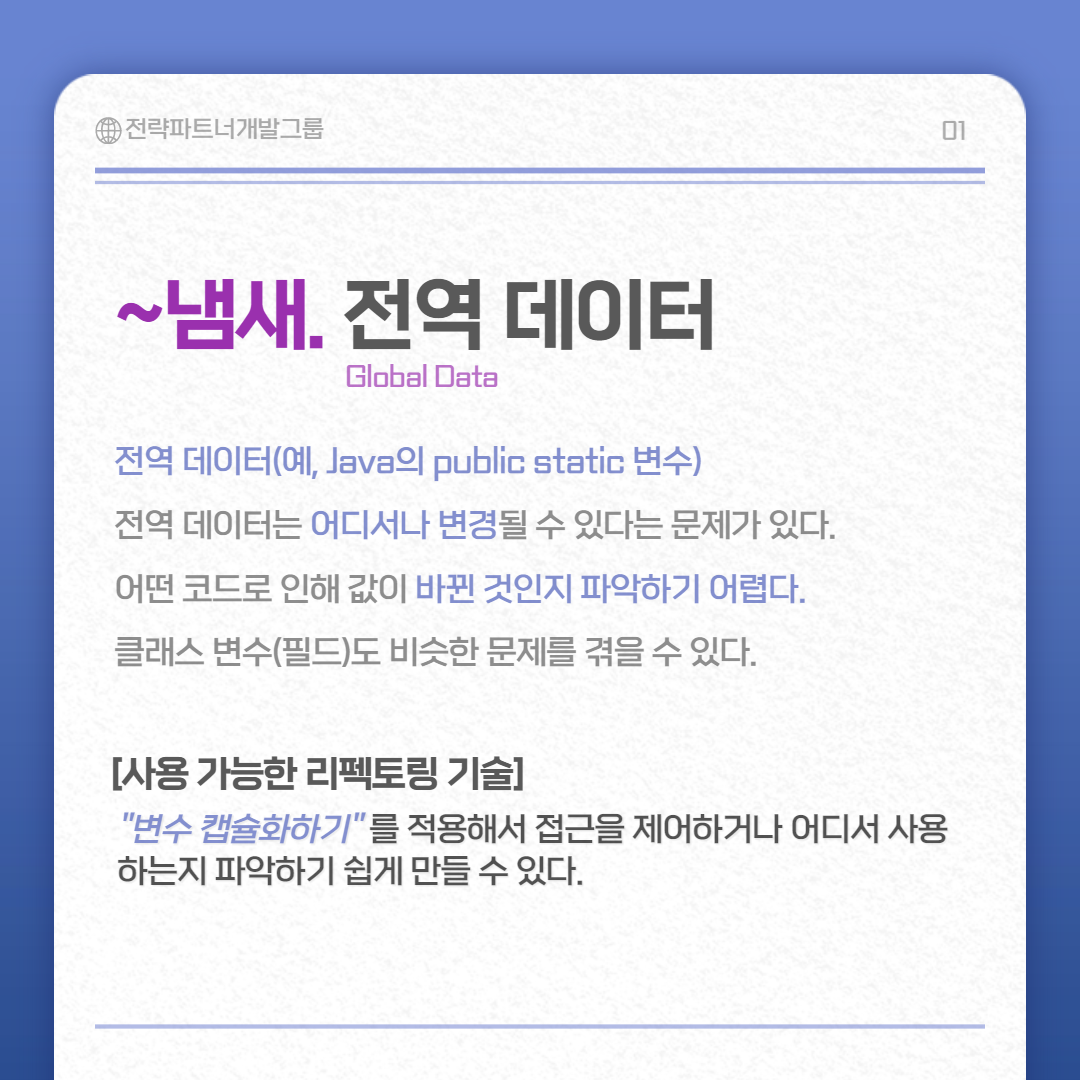 전략파트너개발그룹
01
~냄새. 전역 데이터
Global Data
전역 데이터(예, Java의 public static 변수)
전역 데이터는 어디서나 변경될 수 있다는 문제가 있다.
어떤 코드로 인해 값이 바뀐 것인지 파악하기 어렵다.
클래스 변수(필드)도 비슷한 문제를 겪을 수 있다.
[사용 가능한 리펙토링 기술]
"변수 캡슐화하기"를 적용해서 접근을 제어하거나 어디서 사용
하는지 파악하기 쉽게 만들 수 있다.